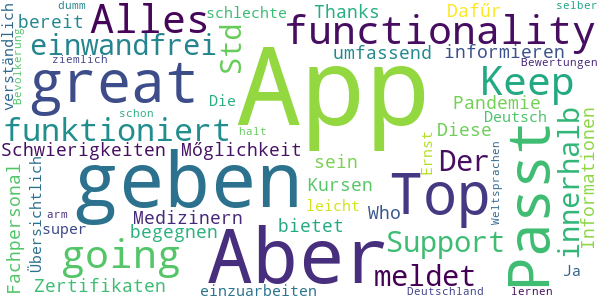 dumm
schlechte
Thanks
Dafűr
selber
verständlich
bereit
Alles
functionality
Bevölkerung
einwandfrei
Std
umfassend
informieren
ziemlich
App
Bewertungen
great
Keep
Die
Pandemie
schon
Deutsch
funktioniert
halt
Diese
Passt
innerhalb
Informationen
Schwierigkeiten
Mőglichkeit
sein
Ernst
Der
Weltsprachen
Fachpersonal
Übersichtlich
geben
Kursen
Top
leicht
arm
Medizinern
Who
super
begegnen
bietet
Aber
Support
going
meldet
Ja
Zertifikaten
einzuarbeiten
Deutschland
lernen